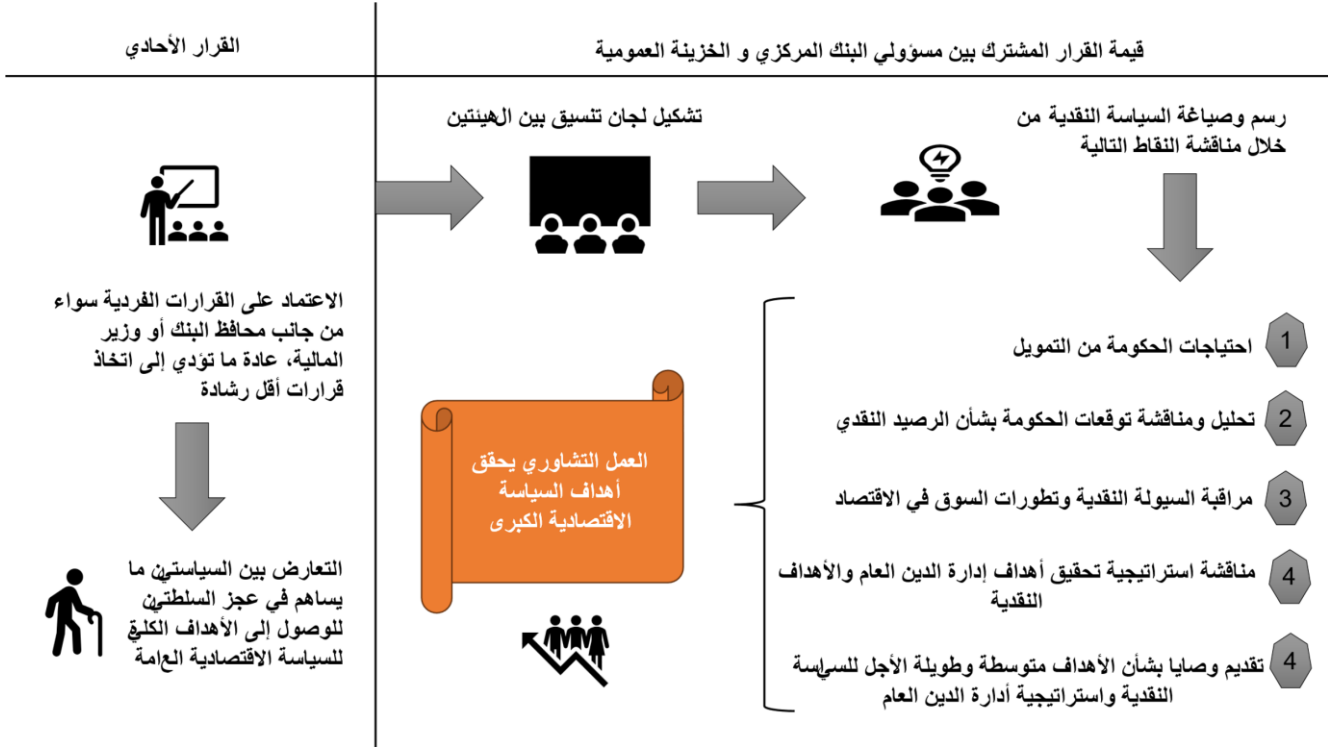 قيمة القرار المشترك بين مسؤولي البنك المركزي و الخزينة العمومية
القرار الأحادي
رسم وصياغة السياسة النقدية من
خلال مناقشة النقاط التالية
تشكيل لجان تنسيق بين الهيئتين
1
احتياجات الحكومة من التمويل
2
تحليل ومناقشة توقعات الحكومة بشأن الرصيد النقدي
3
مراقبة السيولة النقدية وتطورات السوق في الاقتصاد
4
مناقشة استراتيجية تحقيق أهداف إدارة الدين العام والأهداف
النقدية
4
تقديم وصايا بشأن الأهداف متوسطة وطويلة الأجل للسياسة
النقدية واستراتيجية أدارة الدين العام
العمل التشاوري يحقق
أهداف السياسة
الاقتصادية الكبرى
الاعتماد على القرارات الفردية سواء
من جانب محافظ البنك أو وزير
المالية، عادة ما تؤدي إلى اتخاذ
قرارات أقل رشادة
التعارض بين السياستين ما
يساهم في عجز السلطتين
للوصول إلى الأهداف الكلية
للسياسة الاقتصادية العامة